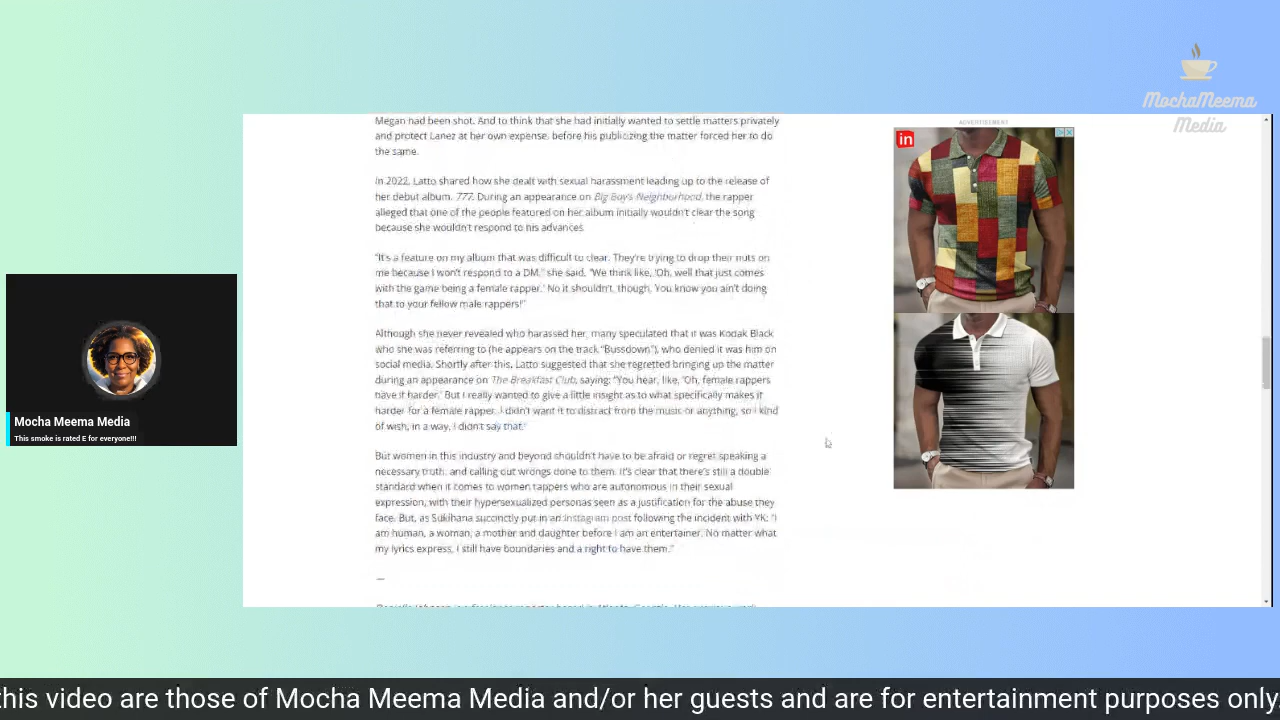 MochaMeema
Media
ADVERTISEMENT
in
Megan had been shot. And to think that she had initially wanted to settle matters privately
and protect Lanez at her own expense, before his publicizing the matter forced her to do
the same.
In 2022, Latto shared how she dealt with sexual harassment leading up to the release of
her debut album, 777. During an appearance on Big Boy's Neighborhood, the rapper
alleged that one of the people featured on her album initially wouldn't clear the song
because she wouldn't respond to his advances.
"It's a feature on my album that was difficult to clear. They're trying to drop their nuts on
me because I won't respond to a DM," she said. "We think like, 'Oh, well that just comes
with the game being a female rapper.' No it shouldn't, though. You know you ain't doing
that to your fellow male rappers!"
Although she never revealed who harassed her, many speculated that it was Kodak Black
who she was referring to (he appears on the track "Bussdown"), who denied it was him on
social media. Shortly after this, Latto suggested that she regretted bringing up the matter
during an appearance on The Breakfast Club, saying: "You hear, like, 'Oh, female rappers
have it harder.' But I really wanted to give a little insight as to what specifically makes it
harder for a female rapper. I didn't want it to distract from the music or anything, so I kind
of wish, in a way, I didn't say that."
But women in this industry and beyond shouldn't have to be afraid or regret speaking a
necessary truth, and calling out wrongs done to them. It's clear that there's still a double
standard when it comes to women rappers who are autonomous in their sexual
expression, with their hypersexualized personas seen as a justification for the abuse they
face. But, as Sukihana succinctly put in an Instagram post following the incident with YK: "I
am human, a woman, a mother and daughter before I am an entertainer. No matter what
my lyrics express, I still have boundaries and a right to have them."
—
Mocha Meema Media
This smoke is rated E for everyone!!!
this video are those of Mocha Meema Media and/or her guests and are for entertainment purposes only.